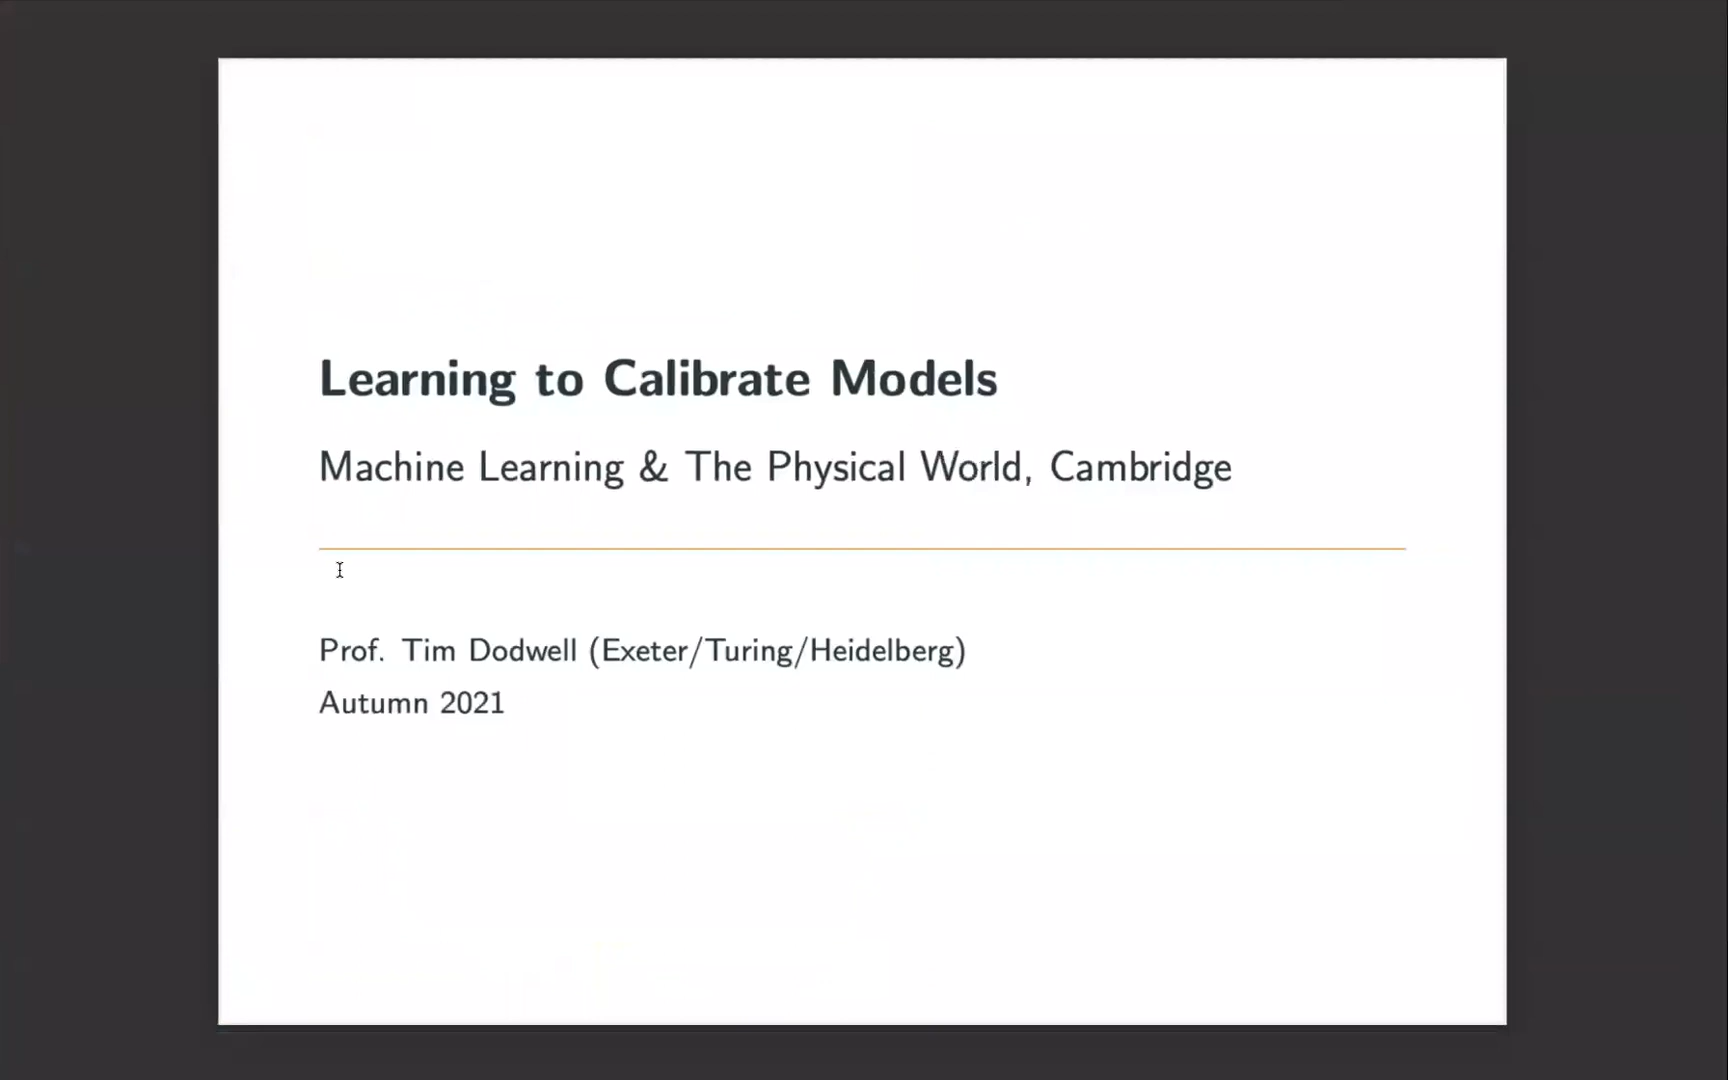 Learning to Calibrate Models
Machine Learning & The Physical World, Cambridge
Prof. Tim Dodwell (Exeter/Turing/Heidelberg)
Autumn 2021